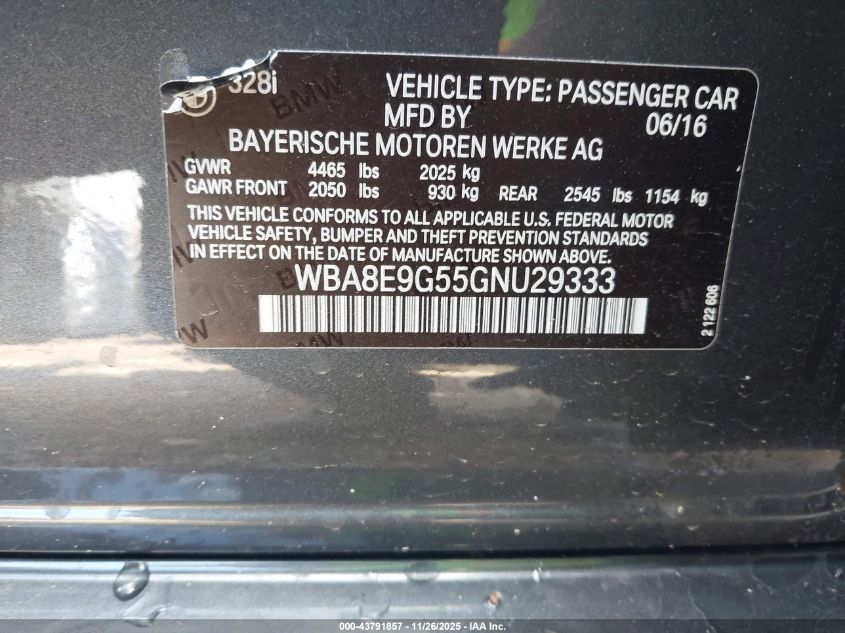 328i VEHICLE TYPE: PASSENGER CAR
MFD BY 06/16
BAYERISCHE MOTOREN WERKE AG
GVWR 4465 lbs 2025 kg
GAWR FRONT 2050 lbs 930 kg REAR 2545 lbs 1154 kg
THIS VEHICLE CONFORMS TO ALL APPLICABLE U.S. FEDERAL MOTOR
VEHICLE SAFETY, BUMPER AND THEFT PREVENTION STANDARDS
IN EFFECT ON THE DATE OF MANUFACTURE SHOWN ABOVE.
WBA8E9G55GNU29333
2 122 606
000-43791857 | 11/26/2025 - IAA Inc.